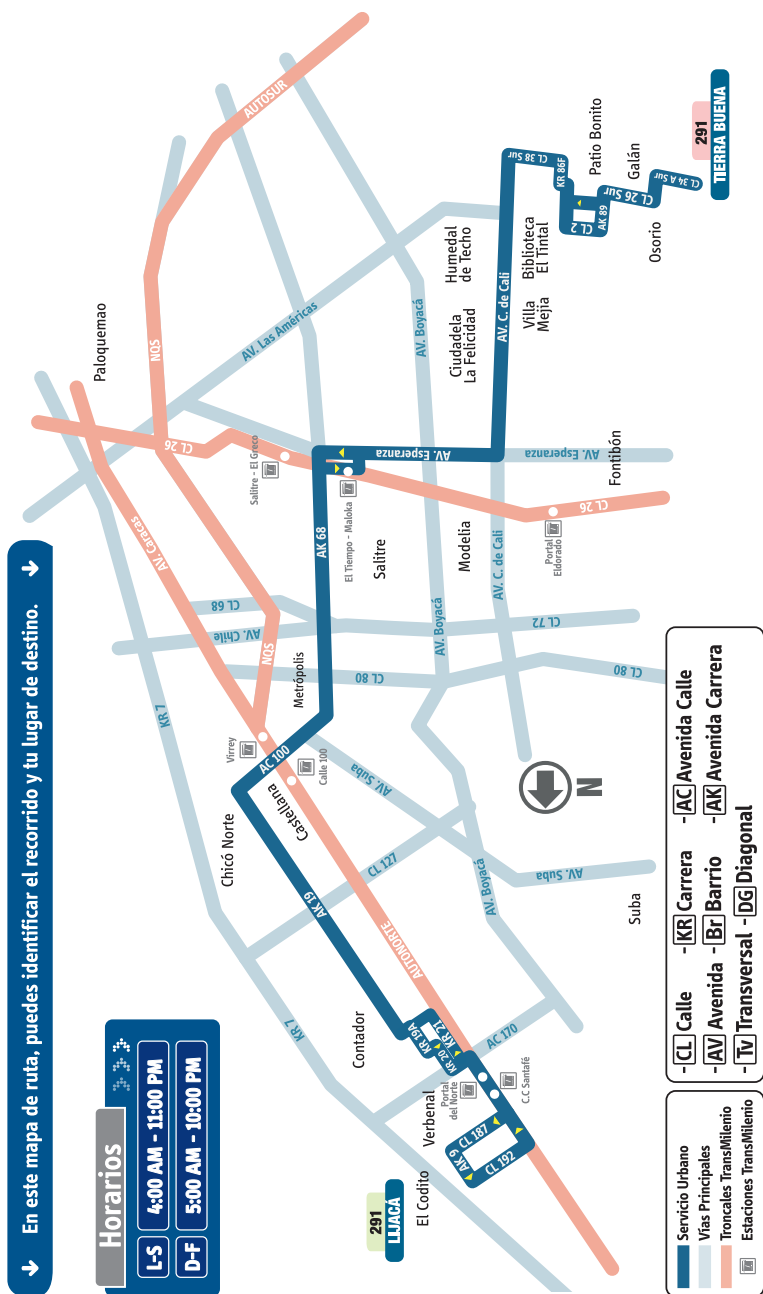 En este mapa de ruta, puedes identificar el recorrido y tu lugar de destino.
Horarios
L-S
4:00 AM - 11:00 PM
D-F
5:00 AM - 10:00 PM
291
LIJACÁ
El Codito
Verbenal
AK 9
CL 187
CL 192
Portal
del Norte
C.C Santafé
Contador
KR 19A
KR 20
KR 21
AC 170
KR 7
KR 7
AUTONORTE
AK 19
CL 127
Chicó Norte
Castellana
AC 100
Virrey
Calle 100
AV. Suba
AV. Suba
Suba
AV. Boyacá
AV. Boyacá
AV. Boyacá
Metrópolis
NQS
NQS
CL 80
CL 80
AV. Chile
CL 68
CL 72
AV. Caracas
AK 68
Salitre
El Tiempo - Maloka
Salitre - El Greco
CL 26
CL 26
Paloquemao
AV. Las Américas
AUTOSUR
AV. Esperanza
AV. Esperanza
Modelia
AV. C. de Cali
AV. C. de Cali
Portal
Eldorado
Fontibón
Ciudadela
La Felicidad
Humedal
de Techo
Villa
Mejia
Biblioteca
El Tintal
CL 38 Sur
KR 86F
CL 2
AK 89
Patio Bonito
CL 26 Sur
Galán
Osorio
CL 34 A Sur
291
TIERRA BUENA
N
Servicio Urbano
Vías Principales
Troncales TransMilenio
Estaciones TransMilenio
- CL Calle - KR Carrera - AC Avenida Calle
- AV Avenida - Br Barrio - AK Avenida Carrera
- Tv Transversal - DG Diagonal